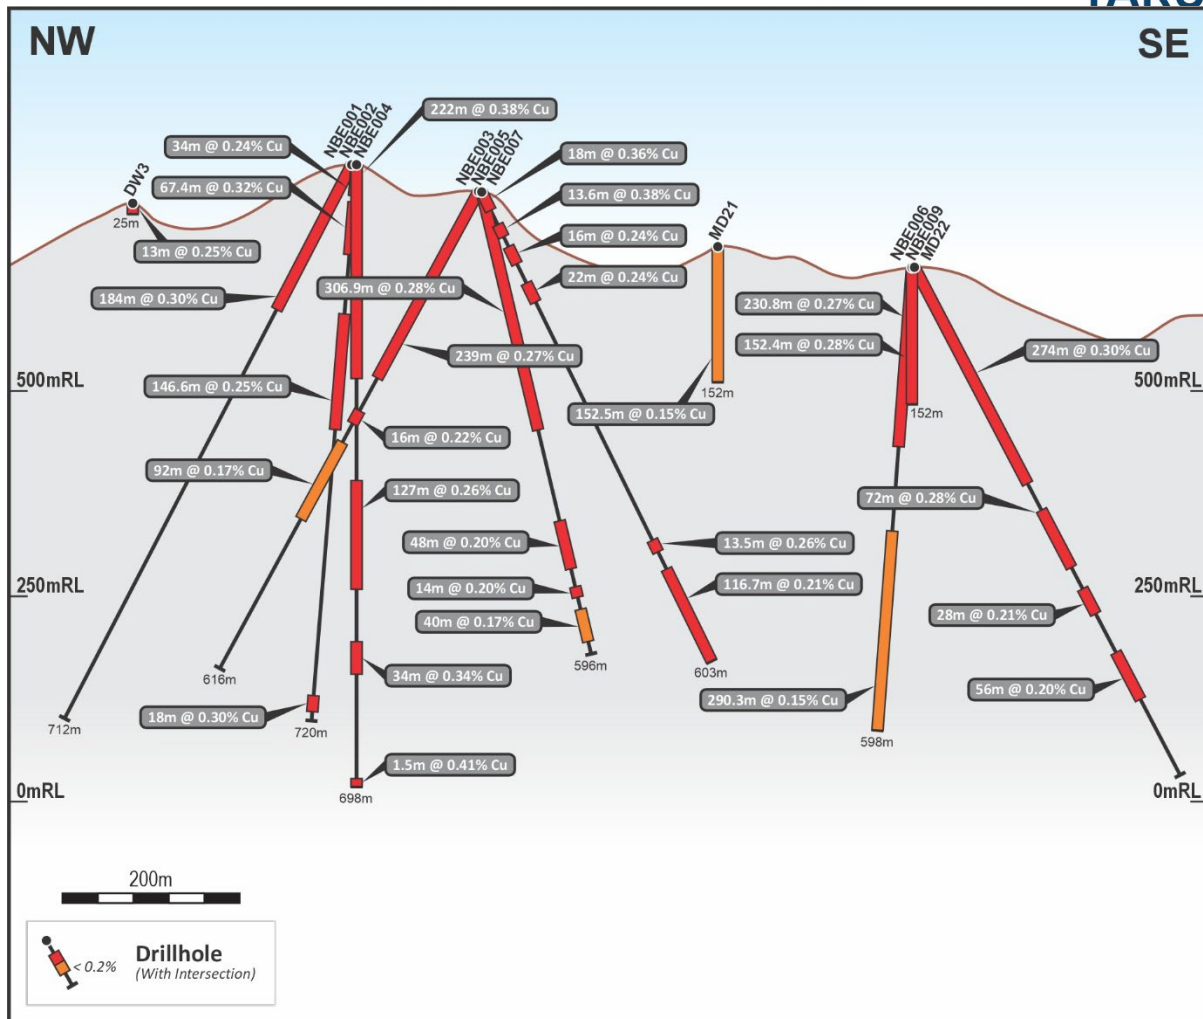 NW
SE
NBE001
NBE002
NBE004
222m @ 0.38% Cu
34m @ 0.24% Cu
67.4m @ 0.32% Cu
NBE003
NBE005
NBE007
18m @ 0.36% Cu
13.6m @ 0.38% Cu
16m @ 0.24% Cu
22m @ 0.24% Cu
DW3
25m
13m @ 0.25% Cu
MD21
NBE006
NBE009
MD22
184m @ 0.30% Cu
306.9m @ 0.28% Cu
230.8m @ 0.27% Cu
152.4m @ 0.28% Cu
239m @ 0.27% Cu
274m @ 0.30% Cu
500mRL
500mRL
146.6m @ 0.25% Cu
152m
152.5m @ 0.15% Cu
152m
16m @ 0.22% Cu
92m @ 0.17% Cu
127m @ 0.26% Cu
72m @ 0.28% Cu
48m @ 0.20% Cu
13.5m @ 0.26% Cu
250mRL
250mRL
14m @ 0.20% Cu
116.7m @ 0.21% Cu
40m @ 0.17% Cu
28m @ 0.21% Cu
596m
603m
616m
34m @ 0.34% Cu
290.3m @ 0.15% Cu
56m @ 0.20% Cu
18m @ 0.30% Cu
712m
720m
598m
1.5m @ 0.41% Cu
698m
0mRL
0mRL
200m
Drillhole
< 0.2%
(With Intersection)